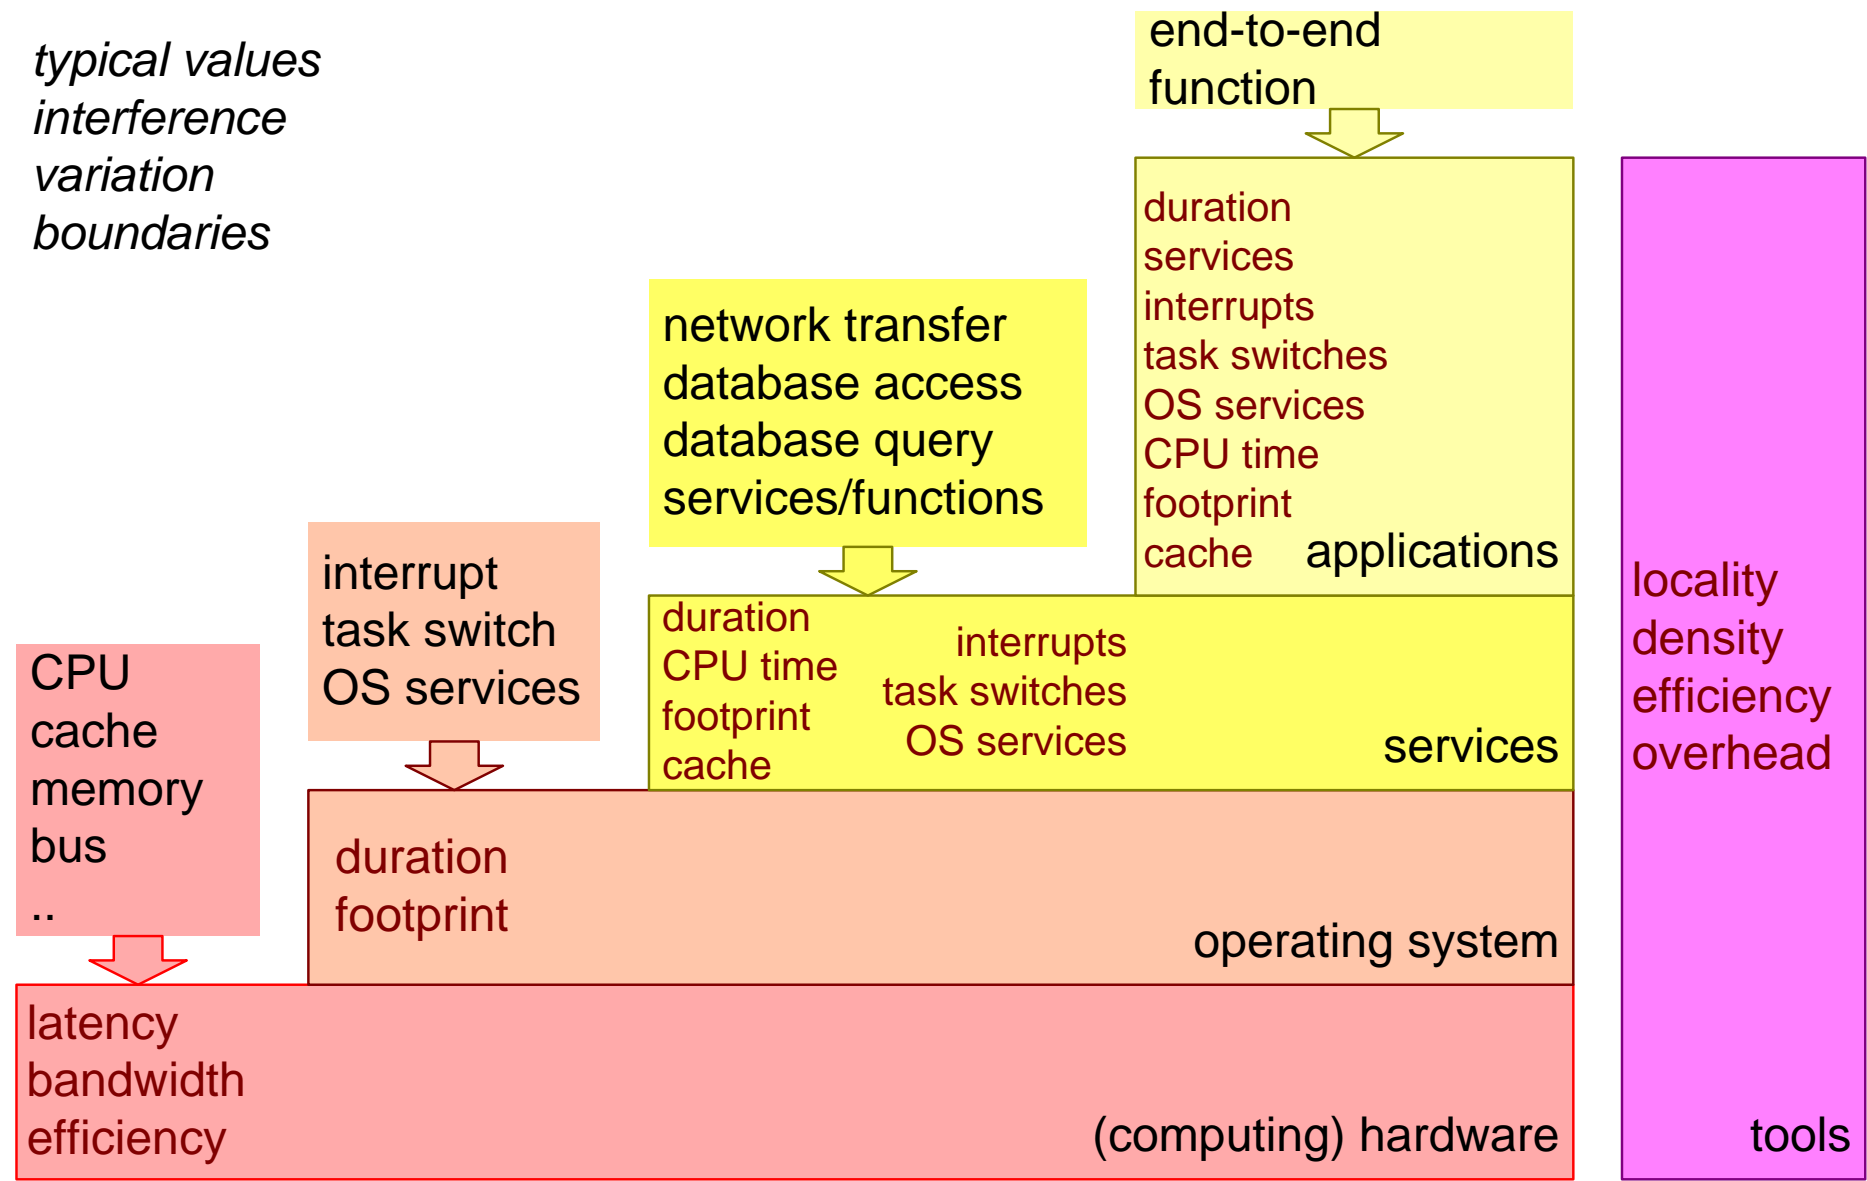 typical values
interference
variation
boundaries
end-to-end
function
duration
services
interrupts
task switches
OS services
CPU time
footprint
cache
applications
network transfer
database access
database query
services/functions
duration
CPU time
footprint
cache
interrupts
task switches
OS services
services
interrupt
task switch
OS services
duration
footprint
operating system
CPU
cache
memory
bus
..
latency
bandwidth
efficiency
(computing) hardware
locality
density
efficiency
overhead
tools